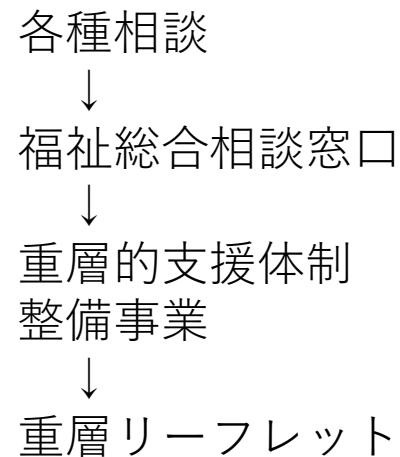 各種相談
↓
福祉総合相談窓口
↓
重層的支援体制
整備事業
↓
重層リーフレット